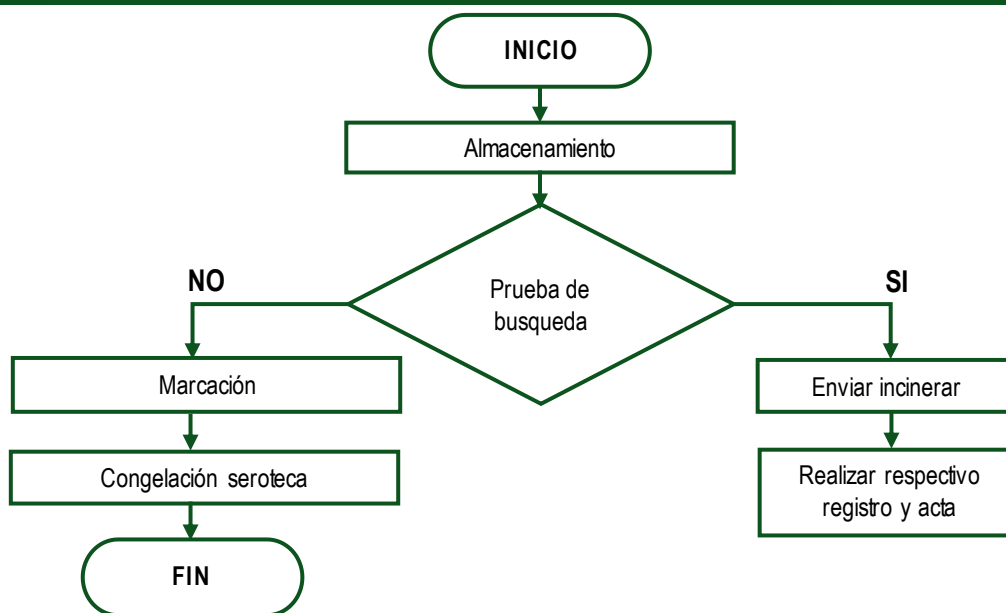 INICIO
Almacenamiento
NO
SI
Prueba de
busqueda
Marcación
Enviar incinerar
Congelación seroteca
Realizar respectivo
registro y acta
FIN